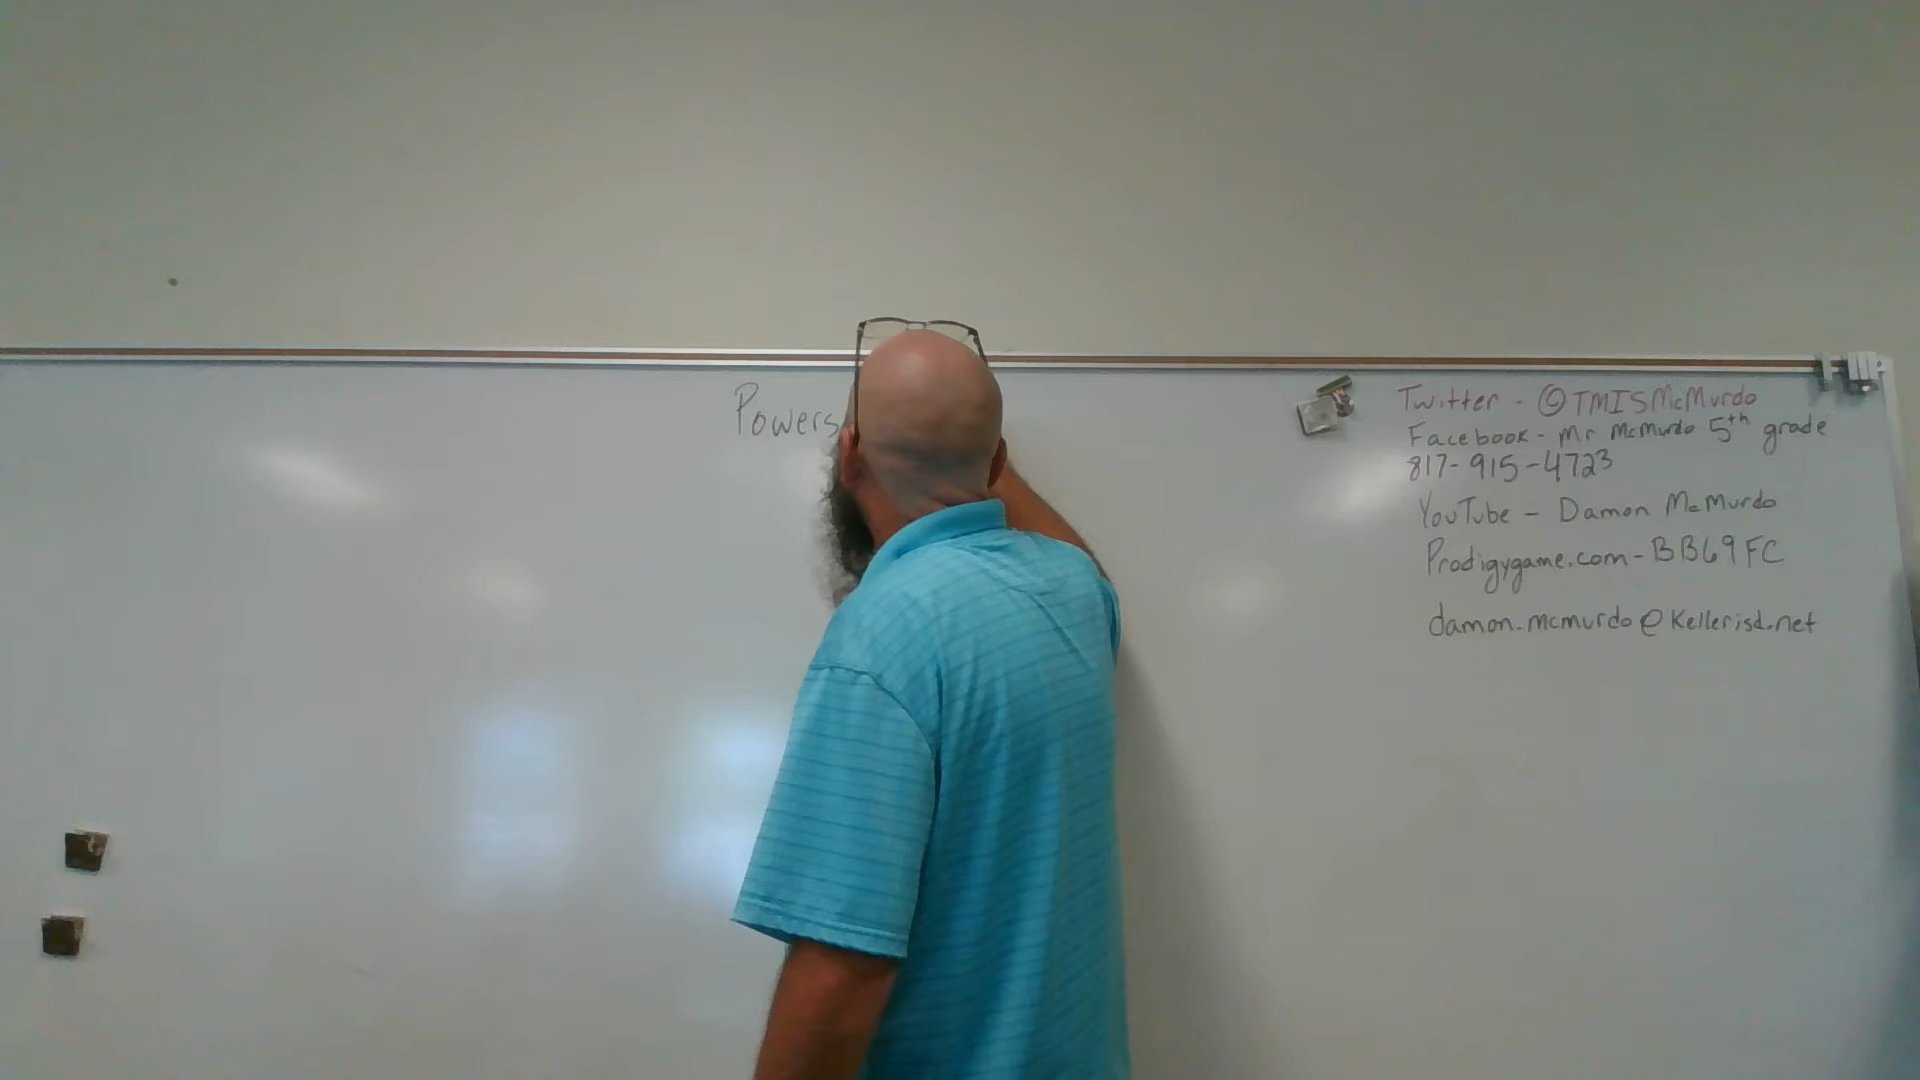 Powers
Twitter - @TMISMcMurdo
Facebook - Mr McMurdo 5th grade
817-915-4723
YouTube - Damon McMurdo
Prodigygame.com - BB69FC
damon.mcmurdo@Kellerisd.net